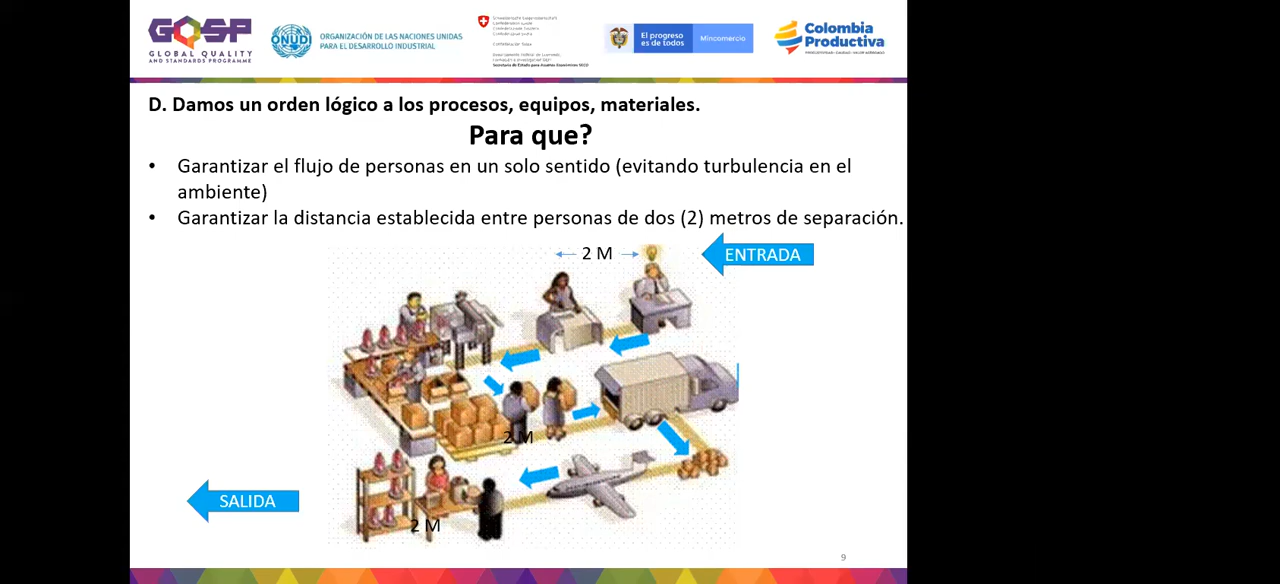 GQSP
GLOBAL QUALITY
AND STANDARDS PROGRAMME
ONUDI
ORGANIZACIÓN DE LAS NACIONES UNIDAS
PARA EL DESARROLLO INDUSTRIAL
El progreso
es de todos
Mincomercio
Colombia
Productiva
D. Damos un orden lógico a los procesos, equipos, materiales.
Para que?
• Garantizar el flujo de personas en un solo sentido (evitando turbulencia en el
ambiente)
• Garantizar la distancia establecida entre personas de dos (2) metros de separación.
2 M
ENTRADA
2 M
SALIDA
2 M
9